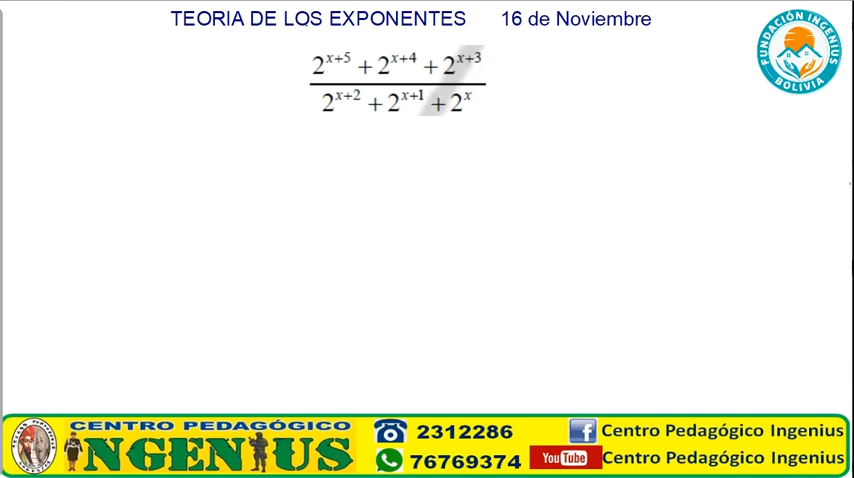 TEORIA DE LOS EXPONENTES 16 de Noviembre
2^{x+5} + 2^{x+4} + 2^{x+3}
2^{x+2} + 2^{x+1} + 2^{x}
FUNDACIÓN INGENIUS
BOLIVIA
CENTRO PEDAGÓGICO
INGENIUS
2312286
76769374
Centro Pedagógico Ingenius
YouTube Centro Pedagógico Ingenius